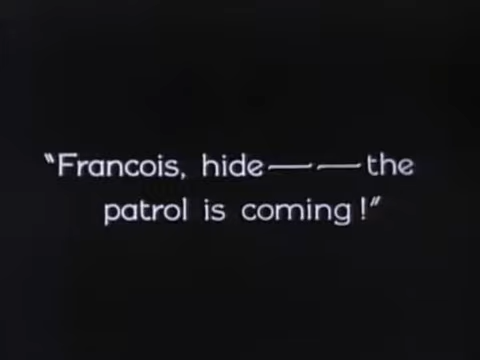 “Francois, hide— —the
patrol is coming!”